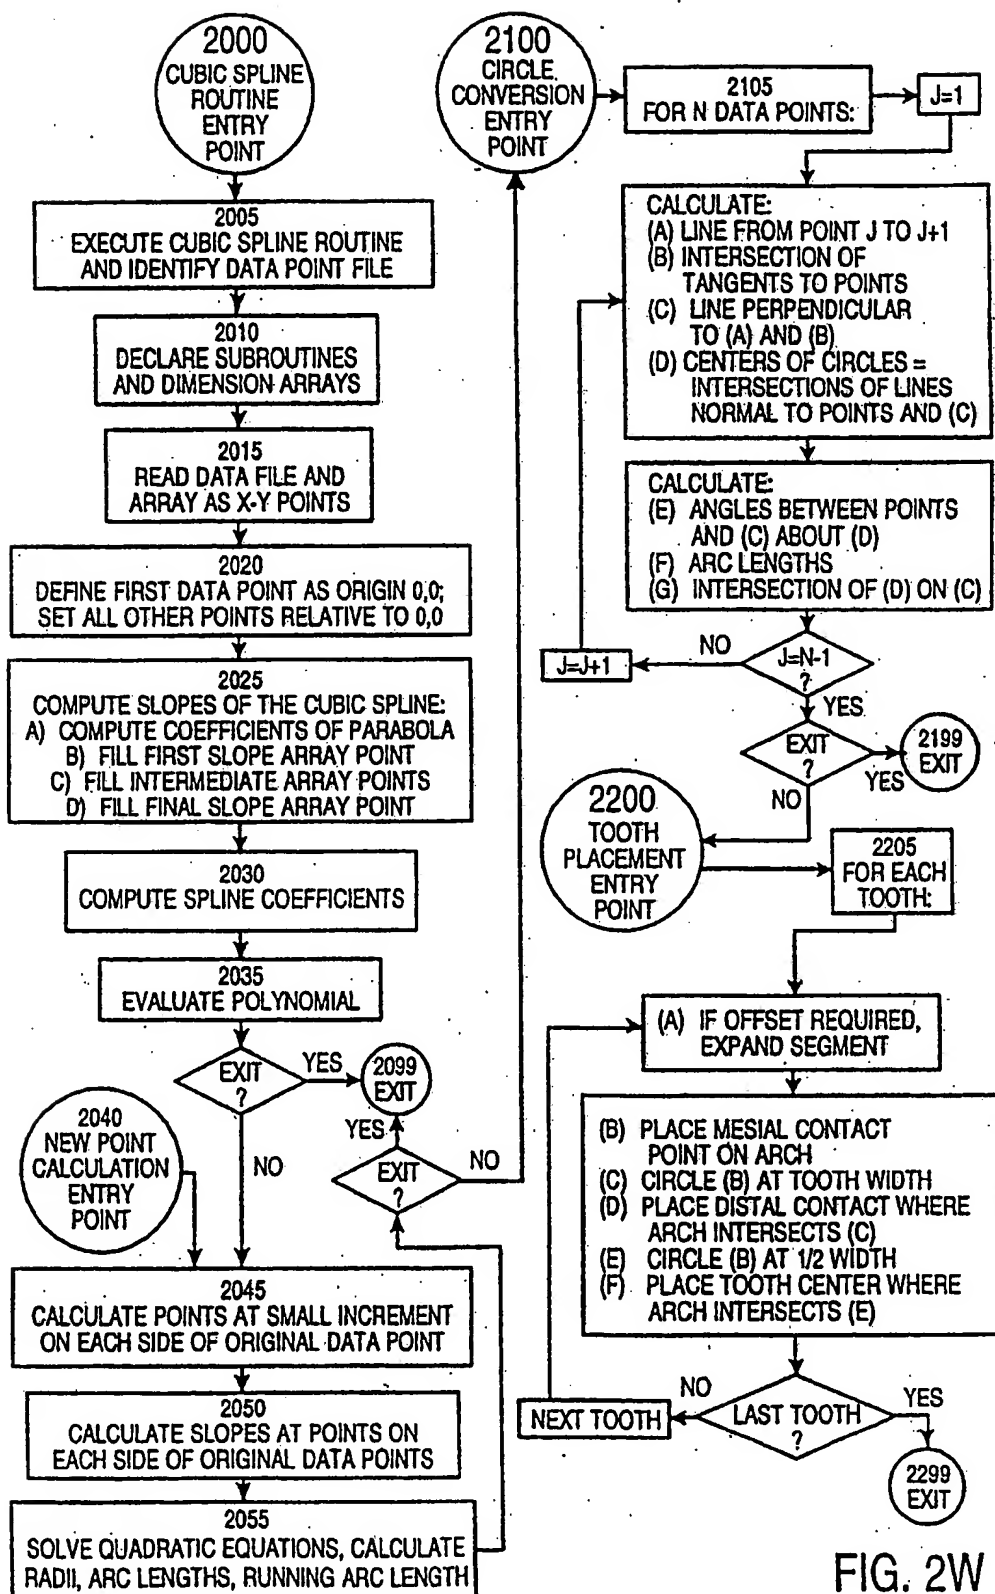 2000
CUBIC SPLINE
ROUTINE
ENTRY
POINT
2005
EXECUTE CUBIC SPLINE ROUTINE
AND IDENTIFY DATA POINT FILE
2010
DECLARE SUBROUTINES
AND DIMENSION ARRAYS
2015
READ DATA FILE AND
ARRAY AS X-Y POINTS
2020
DEFINE FIRST DATA POINT AS ORIGIN 0,0;
SET ALL OTHER POINTS RELATIVE TO 0,0
2025
COMPUTE SLOPES OF THE CUBIC SPLINE:
A) COMPUTE COEFFICIENTS OF PARABOLA
B) FILL FIRST SLOPE ARRAY POINT
C) FILL INTERMEDIATE ARRAY POINTS
D) FILL FINAL SLOPE ARRAY POINT
2030
COMPUTE SPLINE COEFFICIENTS
2035
EVALUATE POLYNOMIAL
EXIT
?
YES
2099
EXIT
NO
2040
NEW POINT
CALCULATION
ENTRY
POINT
YES
EXIT
?
NO
2045
CALCULATE POINTS AT SMALL INCREMENT
ON EACH SIDE OF ORIGINAL DATA POINT
2050
CALCULATE SLOPES AT POINTS ON
EACH SIDE OF ORIGINAL DATA POINTS
2055
SOLVE QUADRATIC EQUATIONS, CALCULATE
RADII, ARC LENGTHS, RUNNING ARC LENGTH
2100
CIRCLE
CONVERSION
ENTRY
POINT
2105
FOR N DATA POINTS:
J=1
CALCULATE:
(A) LINE FROM POINT J TO J+1
(B) INTERSECTION OF
TANGENTS TO POINTS
(C) LINE PERPENDICULAR
TO (A) AND (B)
(D) CENTERS OF CIRCLES =
INTERSECTIONS OF LINES
NORMAL TO POINTS AND (C)
CALCULATE:
(E) ANGLES BETWEEN POINTS
AND (C) ABOUT (D)
(F) ARC LENGTHS
(G) INTERSECTION OF (D) ON (C)
J=J+1
NO
J=N-1
?
YES
EXIT
?
YES
2199
EXIT
NO
2200
TOOTH
PLACEMENT
ENTRY
POINT
2205
FOR EACH
TOOTH:
(A) IF OFFSET REQUIRED,
EXPAND SEGMENT
(B) PLACE MESIAL CONTACT
POINT ON ARCH
(C) CIRCLE (B) AT TOOTH WIDTH
(D) PLACE DISTAL CONTACT WHERE
ARCH INTERSECTS (C)
(E) CIRCLE (B) AT 1/2 WIDTH
(F) PLACE TOOTH CENTER WHERE
ARCH INTERSECTS (E)
NEXT TOOTH
NO
LAST TOOTH
?
YES
2299
EXIT
FIG. 2W